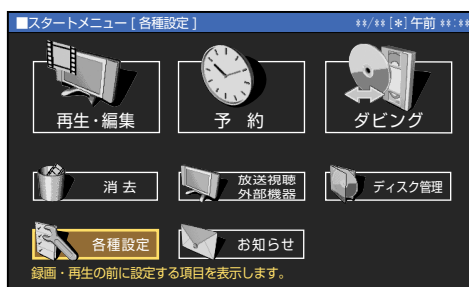 ■スタートメニュー [ 各種設定 ]
**/** [*] 午前 **:**
再生・編集
予 約
ダビング
消 去
放送視聴
外部機器
ディスク管理
各種設定
お知らせ
録画・再生の前に設定する項目を表示します。